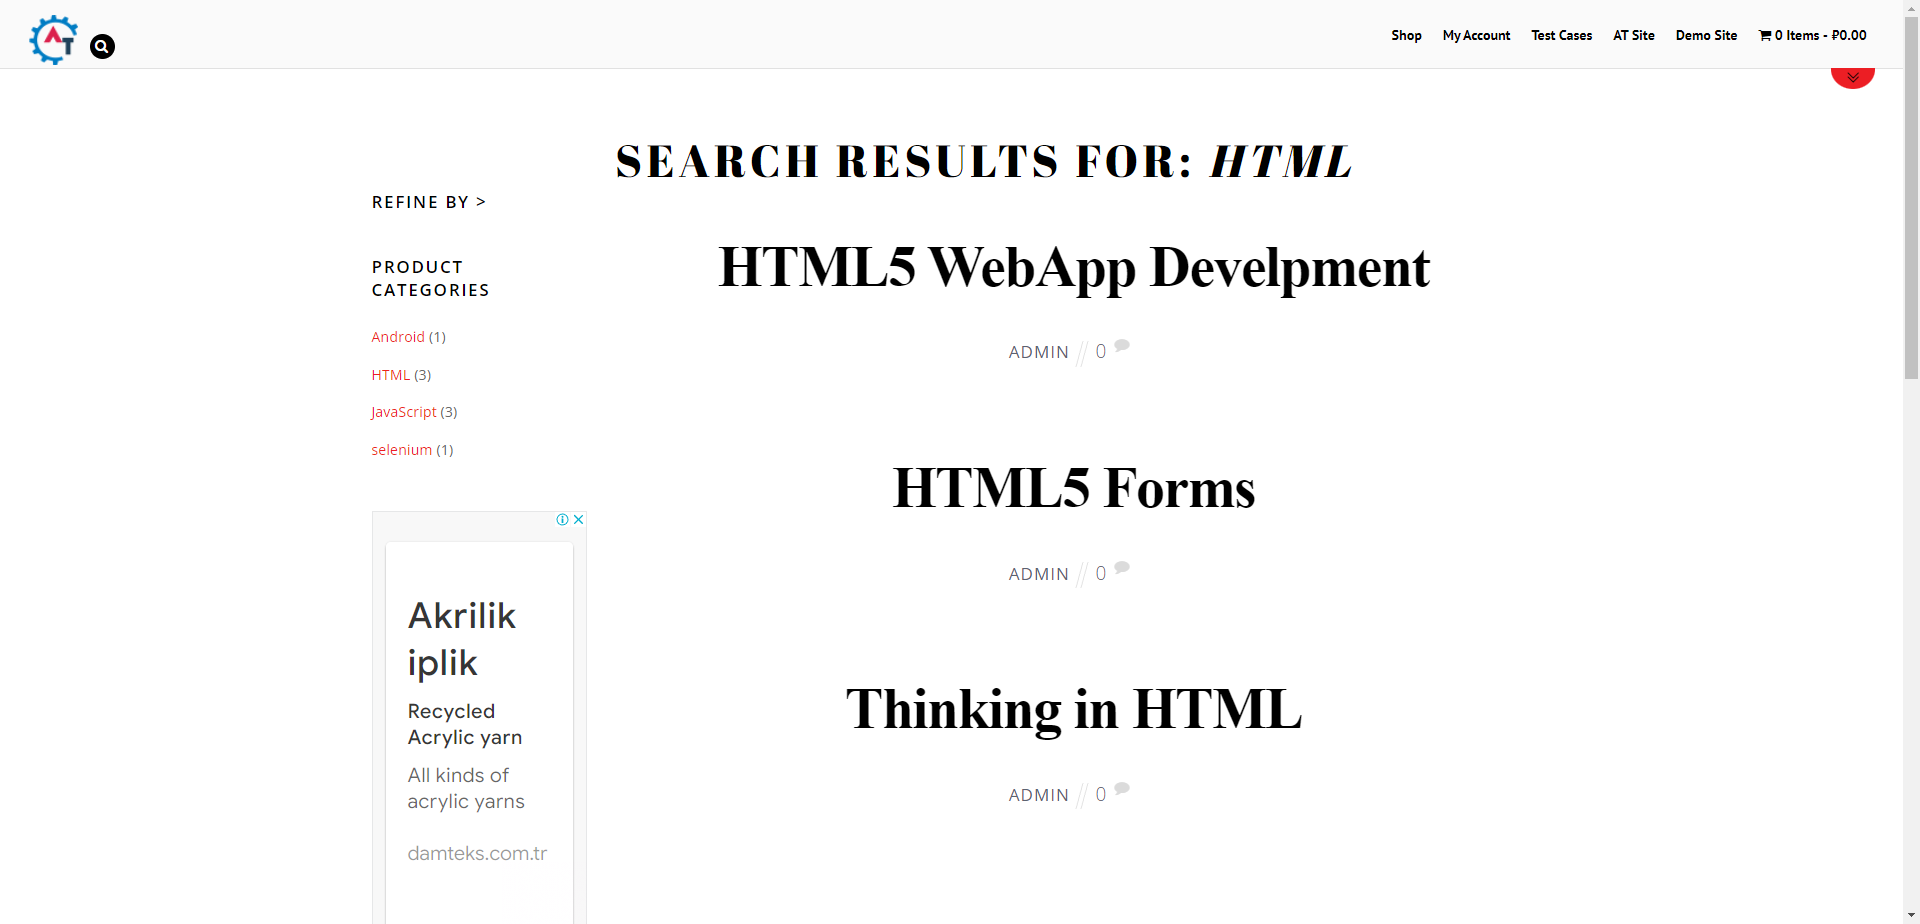 AT
Shop My Account Test Cases AT Site Demo Site 0 Items - ₽0.00
SEARCH RESULTS FOR: HTML
REFINE BY >
PRODUCT
CATEGORIES
Android (1)
HTML (3)
JavaScript (3)
selenium (1)
Akrilik
iplik
Recycled
Acrylic yarn
All kinds of
acrylic yarns
damteks.com.tr
HTML5 WebApp Develpment
ADMIN // 0
HTML5 Forms
ADMIN // 0
Thinking in HTML
ADMIN // 0